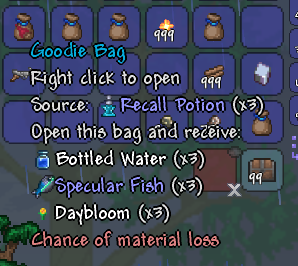 999
Goodie Bag
Right click to open
999
Source: Recall Potion (x3)
Open this bag and receive:
Bottled Water (x3)
Specular Fish (x3)
99
Daybloom (x3)
Chance of material loss